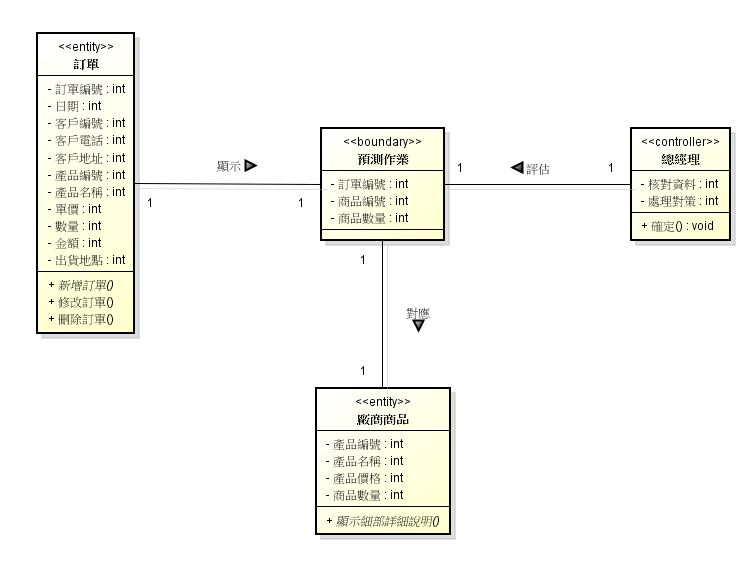 <<entity>>
訂單
- 訂單編號 : int
- 日期 : int
- 客戶編號 : int
- 客戶電話 : int
- 客戶地址 : int
- 產品編號 : int
- 產品名稱 : int
- 單價 : int
- 數量 : int
- 金額 : int
- 出貨地點 : int
+ 新增訂單()
+ 修改訂單()
+ 刪除訂單()
顯示
1
1
<<boundary>>
預測作業
- 訂單編號 : int
- 商品編號 : int
- 商品數量 : int
1
評估
1
<<controller>>
總經理
- 核對資料 : int
- 處理對策 : int
+ 確定() : void
1
對應
1
<<entity>>
廠商商品
- 產品編號 : int
- 產品名稱 : int
- 產品價格 : int
- 商品數量 : int
+ 顯示細部詳細說明()